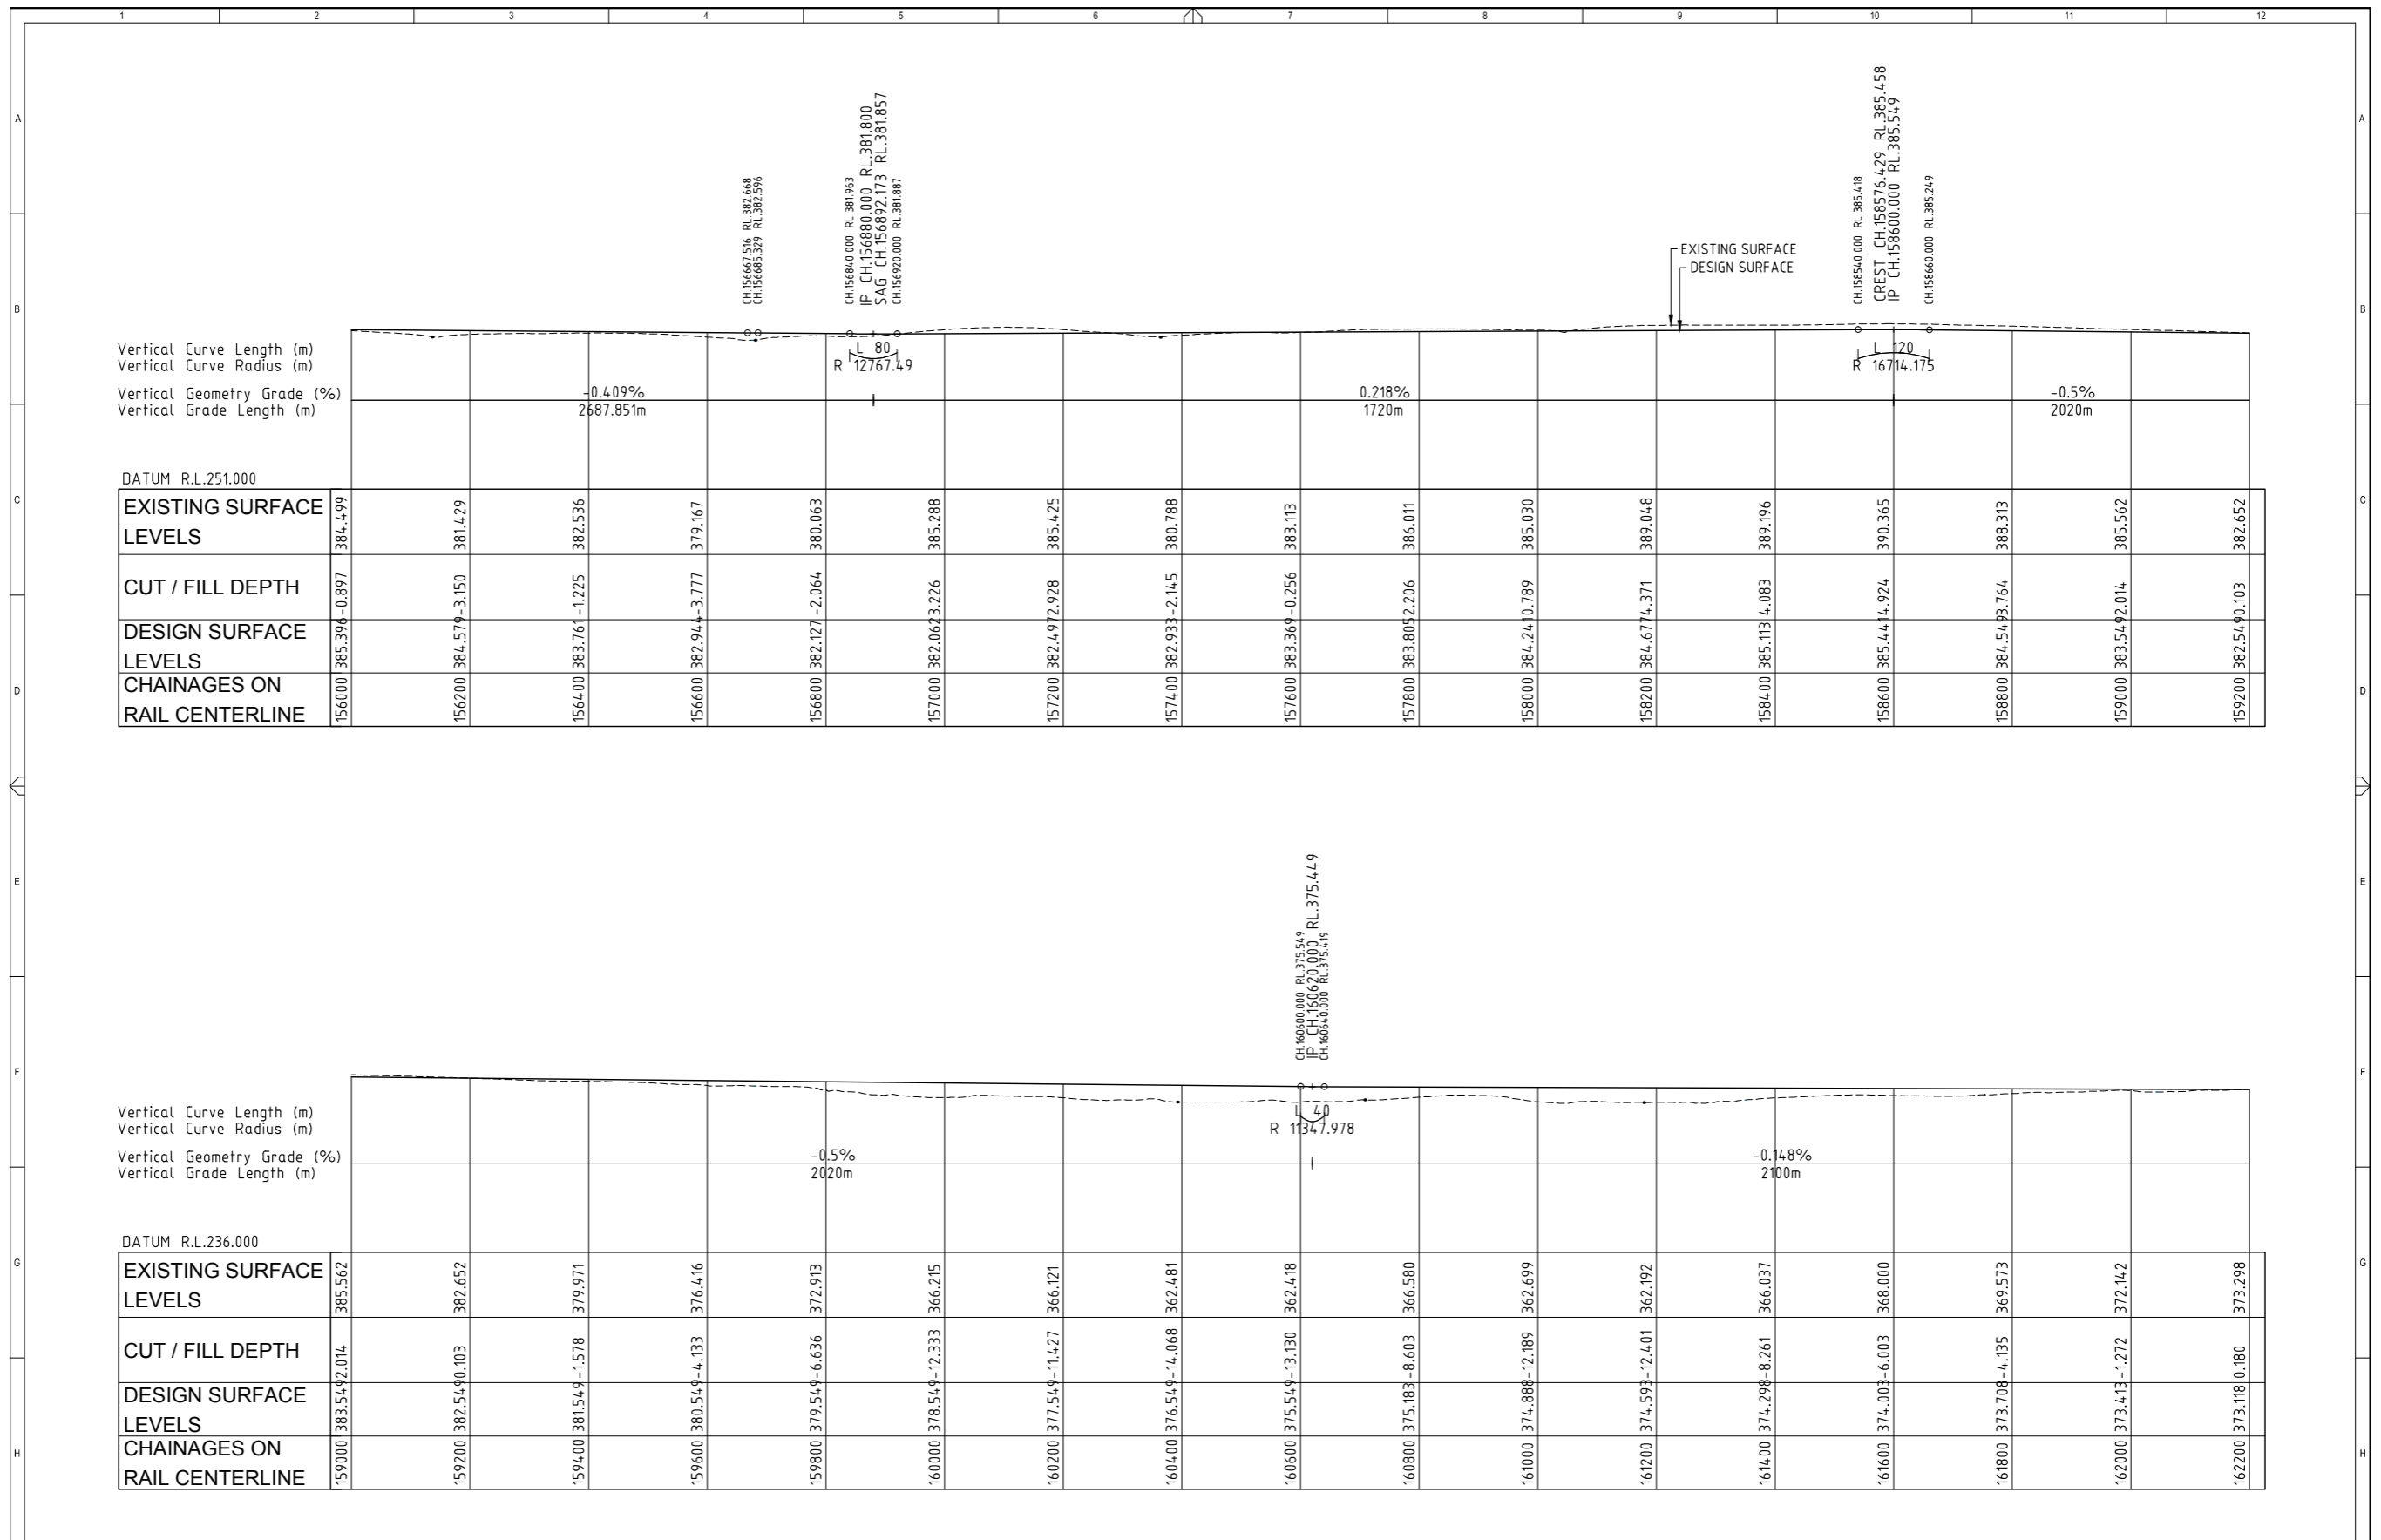 1 2 3 4 5 6 7 8 9 10 11 12
A A
B B
C C
D D
E E
F F
G G
H H
CH.156667.516 RL.382.668
CH.156685.329 RL.382.596
CH.156840.000 RL.381.963
IP CH.156880.000 RL.381.800
SAG CH.156892.173 RL.381.857
CH.156920.000 RL.381.887
EXISTING SURFACE
DESIGN SURFACE
CH.158540.000 RL.385.418
CREST CH.158576.429 RL.385.458
IP CH.158600.000 RL.385.549
CH.158660.000 RL.385.249
Vertical Curve Length (m) L 80 L 120
Vertical Curve Radius (m) R 12767.49 R 16714.175
Vertical Geometry Grade (%) -0.409% 0.218% -0.5%
Vertical Grade Length (m) 2687.851m 1720m 2020m
DATUM R.L.251.000
EXISTING SURFACE LEVELS 384.499 381.429 382.536 379.167 380.063 385.288 385.425 380.788 383.113 386.011 385.030 389.048 389.196 390.365 388.313 385.562 382.652
CUT / FILL DEPTH -0.897 -3.150 -1.225 -3.777 -2.064 3.226 2.928 -2.145 -0.256 2.206 0.789 4.371 4.083 4.924 3.764 2.014 0.103
DESIGN SURFACE LEVELS 385.396 384.579 383.761 382.944 382.127 382.062 382.497 382.933 383.369 383.805 384.241 384.677 385.113 385.441 384.549 383.549 382.549
CHAINAGES ON RAIL CENTERLINE 156000 156200 156400 156600 156800 157000 157200 157400 157600 157800 158000 158200 158400 158600 158800 159000 159200
CH.160600.000 RL.375.549
IP CH.160620.000 RL.375.449
CH.160640.000 RL.375.419
Vertical Curve Length (m) L 40
Vertical Curve Radius (m) R 11347.978
Vertical Geometry Grade (%) -0.5% -0.148%
Vertical Grade Length (m) 2020m 2100m
DATUM R.L.236.000
EXISTING SURFACE LEVELS 385.562 382.652 379.971 376.416 372.913 366.215 366.121 362.481 362.418 366.580 362.699 362.192 366.037 368.000 369.573 372.142 373.298
CUT / FILL DEPTH 2.014 0.103 -1.578 -4.133 -6.636 -12.333 -11.427 -14.068 -13.130 -8.603 -12.189 -12.401 -8.261 -6.003 -4.135 -1.272 0.180
DESIGN SURFACE LEVELS 383.549 382.549 381.549 380.549 379.549 378.549 377.549 376.549 375.549 375.183 374.888 374.593 374.298 374.003 373.708 373.413 373.118
CHAINAGES ON RAIL CENTERLINE 159000 159200 159400 159600 159800 160000 160200 160400 160600 160800 161000 161200 161400 161600 161800 162000 162200